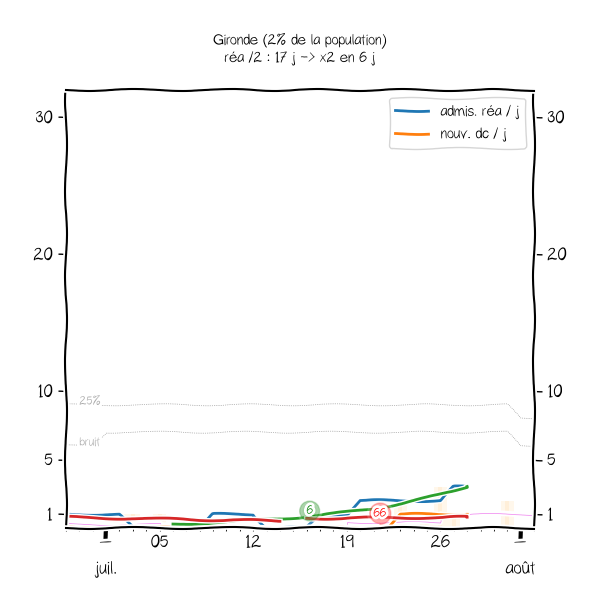 Gironde (2% de la population)
réa /2 : 17 j -> x2 en 6 j
admis. réa / j
nouv. dc / j
30
30
20
20
10
10
25%
bruit
5
5
6
66
1
1
05
12
19
26
juil.
août